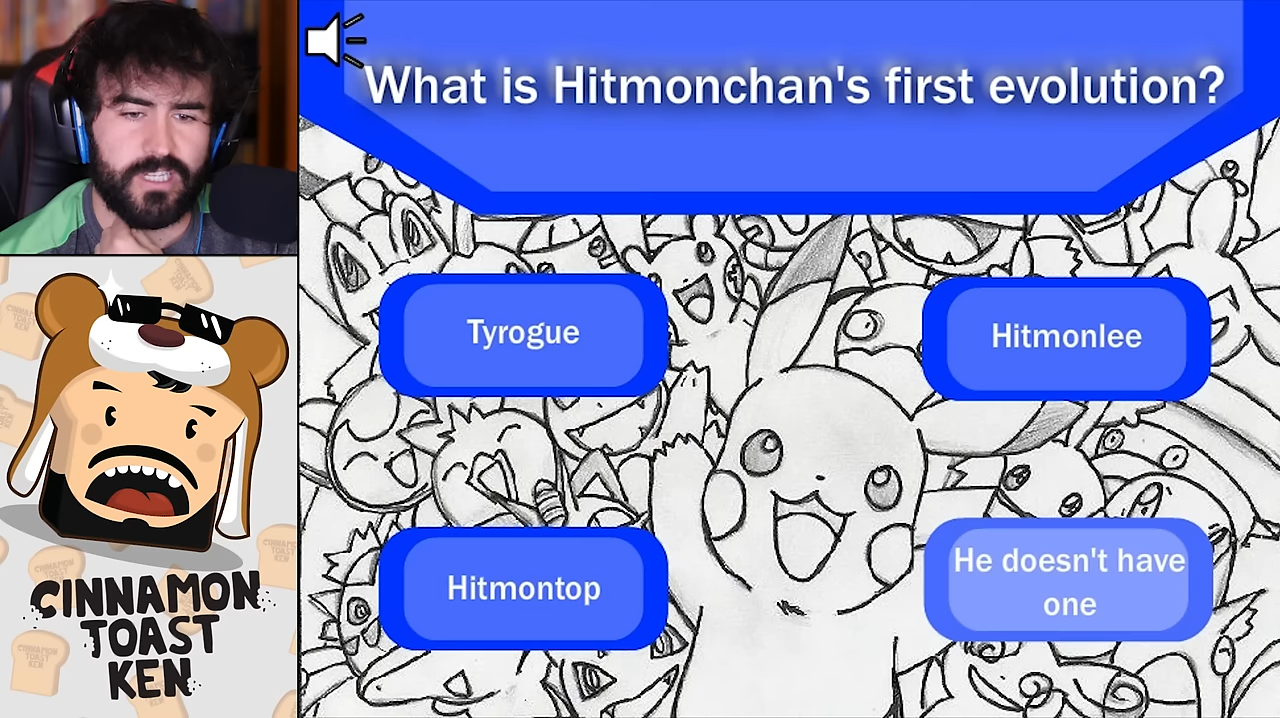 What is Hitmonchan's first evolution?
Tyrogue
Hitmonlee
Hitmontop
He doesn't have
one
CINNAMON
TOAST
KEN